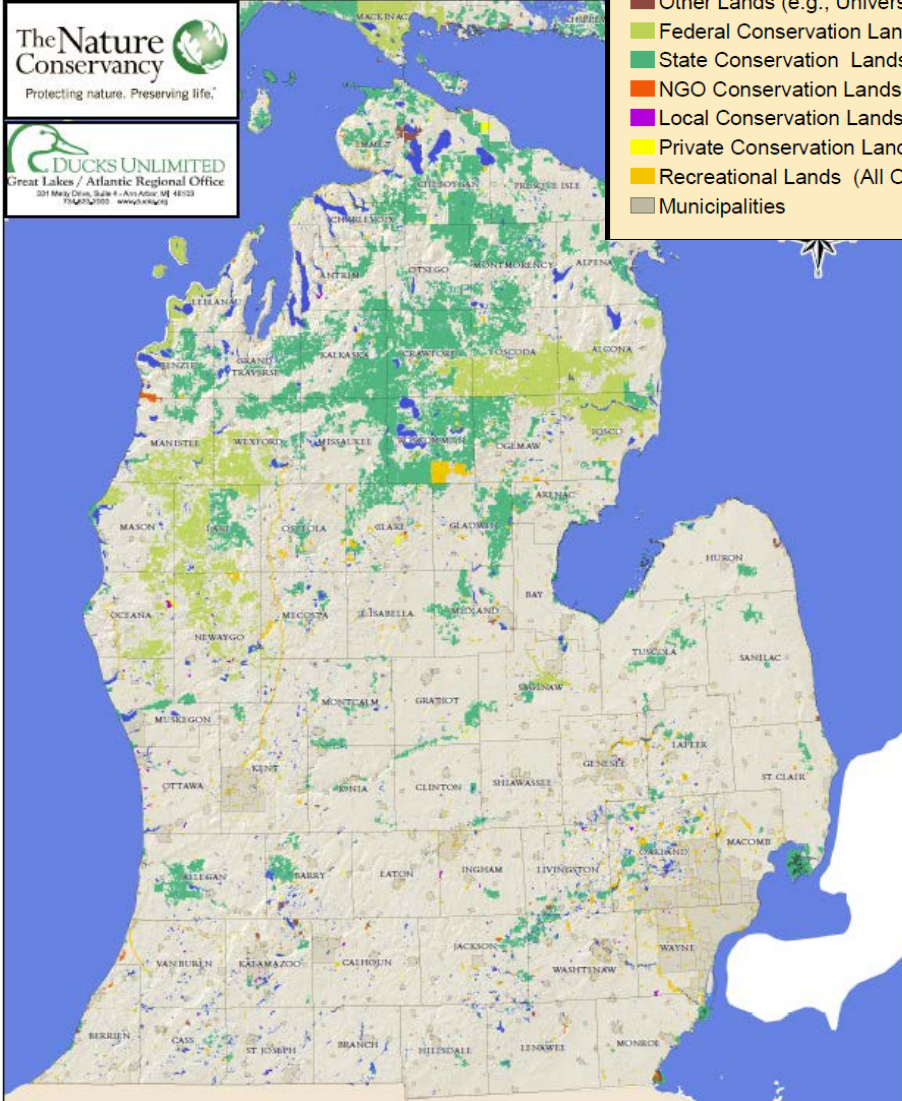 The Nature
Conservancy
Protecting nature. Preserving life.
DUCKS UNLIMITED
Great Lakes / Atlantic Regional Office
Other Lands (e.g., Univers
Federal Conservation Lan
State Conservation Lands
NGO Conservation Lands
Local Conservation Lands
Private Conservation Land
Recreational Lands (All O
Municipalities
MACKINAC
CHIPPEW
EMMET
CHEBOYGAN
PRESQUE ISLE
CHARLEVOIX
ANTRIM
OTSEGO
MONTMORENCY
ALPENA
LEELANAU
BENZIE
GRAND
TRAVERSE
KALKASKA
CRAWFORD
OSCODA
ALCONA
MANISTEE
WEXFORD
MISSAUKEE
ROSCOMMON
OGEMAW
IOSCO
MASON
LAKE
OSCEOLA
CLARE
GLADWIN
ARENAC
OCEANA
NEWAYGO
MECOSTA
ISABELLA
MIDLAND
BAY
HURON
MUSKEGON
MONTCALM
GRATIOT
SAGINAW
TUSCOLA
SANILAC
OTTAWA
KENT
IONIA
CLINTON
SHIAWASSEE
GENESEE
LAPEER
ST. CLAIR
ALLEGAN
BARRY
EATON
INGHAM
LIVINGSTON
OAKLAND
MACOMB
VAN BUREN
KALAMAZOO
CALHOUN
JACKSON
WASHTENAW
WAYNE
BERRIEN
CASS
ST JOSEPH
BRANCH
HILLSDALE
LENAWEE
MONROE